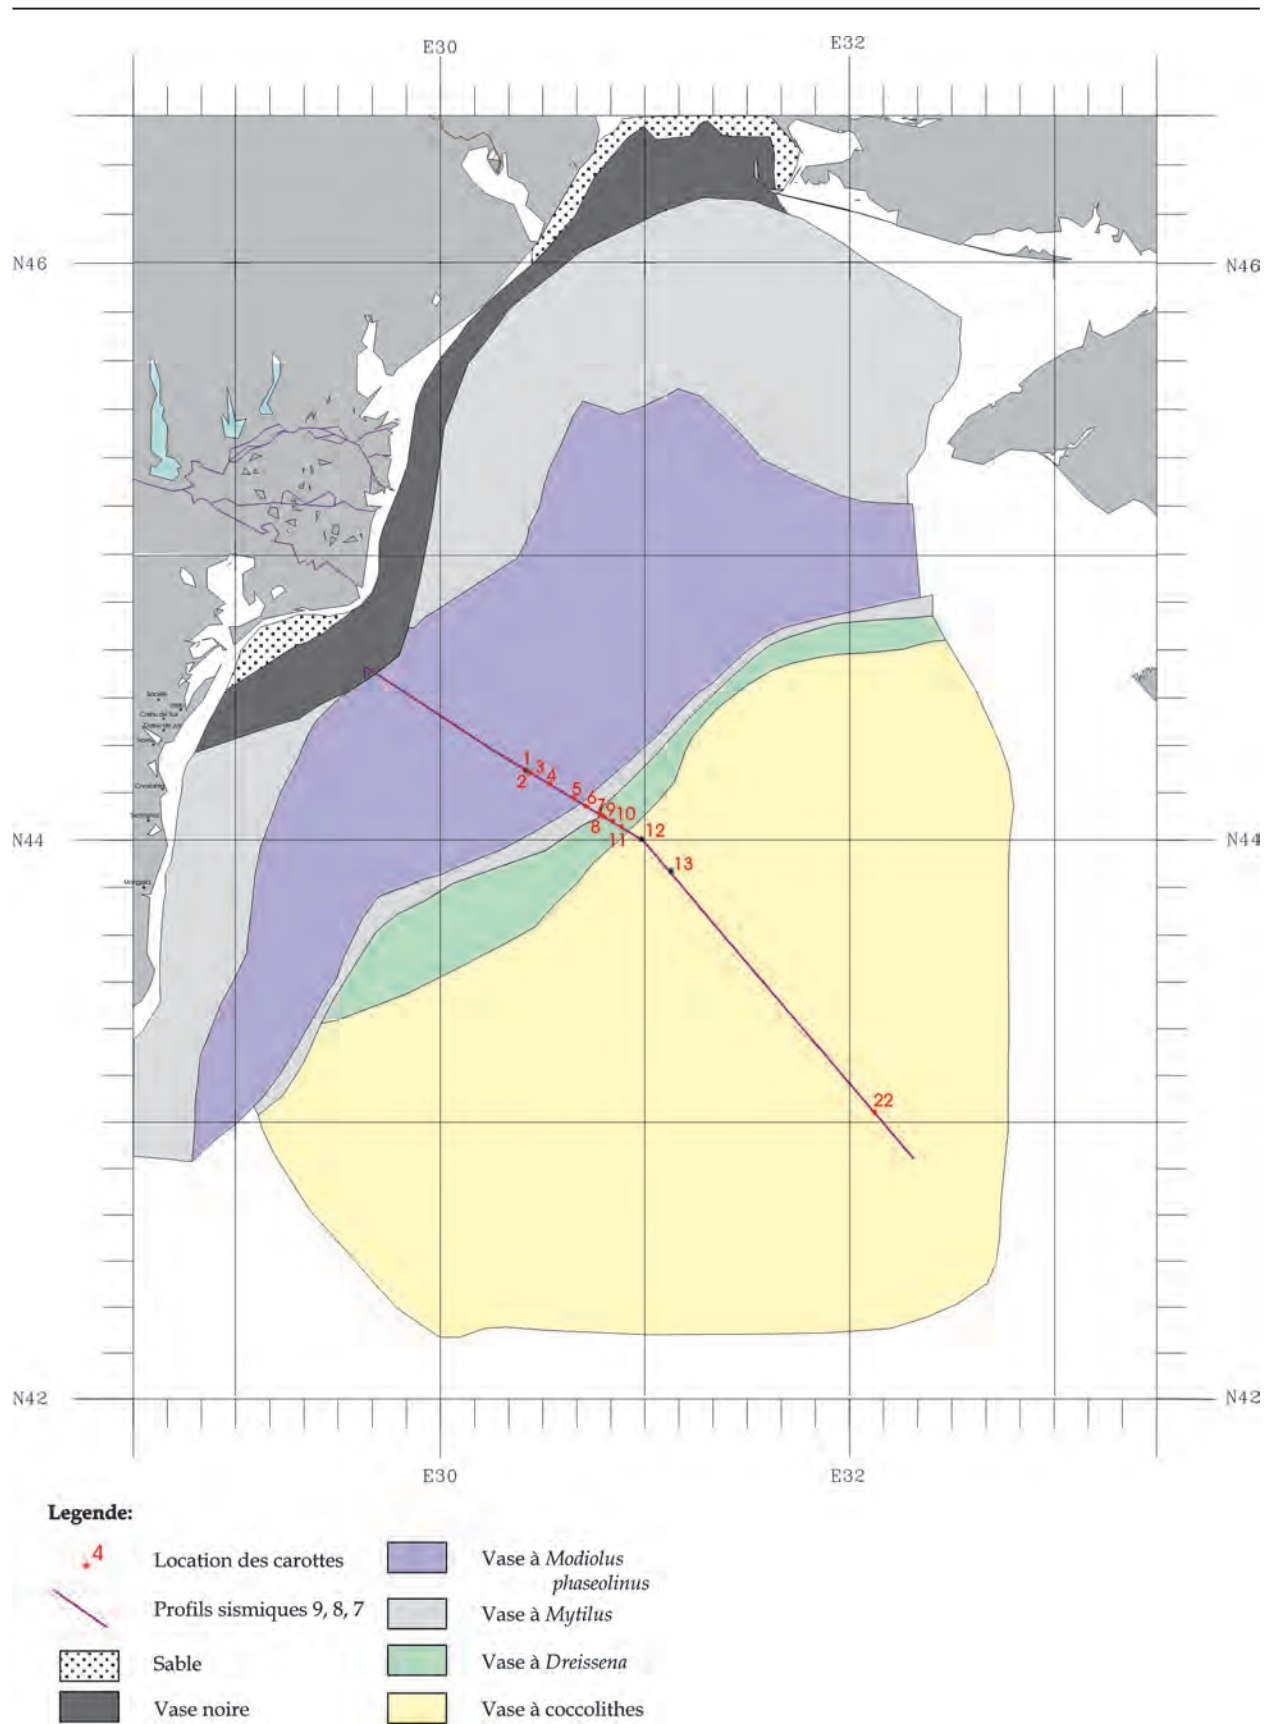 E30 E32
N46 N46
1 3 4
2
5 6 7 9 10
8 11
12
N44 N44
13
22
N42 N42
E30 E32
Legende:
4 Location des carottes
Profils sismiques 9, 8, 7
Sable
Vase noire
Vase à Modiolus
phaseolinus
Vase à Mytilus
Vase à Dreissena
Vase à coccolithes